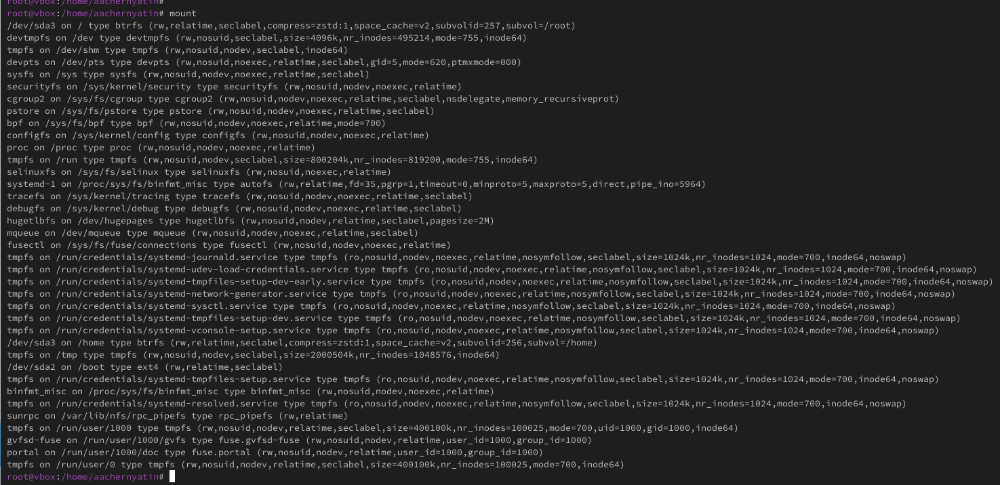 root@vbox:/home/aachernyatin#
root@vbox:/home/aachernyatin# mount
/dev/sda3 on / type btrfs (rw,relatime,seclabel,compress=zstd:1,space_cache=v2,subvolid=257,subvol=/root)
devtmpfs on /dev type devtmpfs (rw,nosuid,seclabel,size=4096k,nr_inodes=495214,mode=755,inode64)
tmpfs on /dev/shm type tmpfs (rw,nosuid,nodev,seclabel,inode64)
devpts on /dev/pts type devpts (rw,nosuid,noexec,relatime,seclabel,gid=5,mode=620,ptmxmode=000)
sysfs on /sys type sysfs (rw,nosuid,nodev,noexec,relatime,seclabel)
securityfs on /sys/kernel/security type securityfs (rw,nosuid,nodev,noexec,relatime)
cgroup2 on /sys/fs/cgroup type cgroup2 (rw,nosuid,nodev,noexec,relatime,seclabel,nsdelegate,memory_recursiveprot)
pstore on /sys/fs/pstore type pstore (rw,nosuid,nodev,noexec,relatime,seclabel)
bpf on /sys/fs/bpf type bpf (rw,nosuid,nodev,noexec,relatime,mode=700)
configfs on /sys/kernel/config type configfs (rw,nosuid,nodev,noexec,relatime)
proc on /proc type proc (rw,nosuid,nodev,noexec,relatime)
tmpfs on /run type tmpfs (rw,nosuid,nodev,seclabel,size=800204k,nr_inodes=819200,mode=755,inode64)
selinuxfs on /sys/fs/selinux type selinuxfs (rw,nosuid,noexec,relatime)
systemd-1 on /proc/sys/fs/binfmt_misc type autofs (rw,relatime,fd=35,pgrp=1,timeout=0,minproto=5,maxproto=5,direct,pipe_ino=5964)
tracefs on /sys/kernel/tracing type tracefs (rw,nosuid,nodev,noexec,relatime,seclabel)
debugfs on /sys/kernel/debug type debugfs (rw,nosuid,nodev,noexec,relatime,seclabel)
hugetlbfs on /dev/hugepages type hugetlbfs (rw,nosuid,nodev,relatime,seclabel,pagesize=2M)
mqueue on /dev/mqueue type mqueue (rw,nosuid,nodev,noexec,relatime,seclabel)
fusectl on /sys/fs/fuse/connections type fusectl (rw,nosuid,nodev,noexec,relatime)
tmpfs on /run/credentials/systemd-journald.service type tmpfs (ro,nosuid,nodev,noexec,relatime,nosymfollow,seclabel,size=1024k,nr_inodes=1024,mode=700,inode64,noswap)
tmpfs on /run/credentials/systemd-udev-load-credentials.service type tmpfs (ro,nosuid,nodev,noexec,relatime,nosymfollow,seclabel,size=1024k,nr_inodes=1024,mode=700,inode64,noswap)
tmpfs on /run/credentials/systemd-tmpfiles-setup-dev-early.service type tmpfs (ro,nosuid,nodev,noexec,relatime,nosymfollow,seclabel,size=1024k,nr_inodes=1024,mode=700,inode64,noswap)
tmpfs on /run/credentials/systemd-network-generator.service type tmpfs (ro,nosuid,nodev,noexec,relatime,nosymfollow,seclabel,size=1024k,nr_inodes=1024,mode=700,inode64,noswap)
tmpfs on /run/credentials/systemd-sysctl.service type tmpfs (ro,nosuid,nodev,noexec,relatime,nosymfollow,seclabel,size=1024k,nr_inodes=1024,mode=700,inode64,noswap)
tmpfs on /run/credentials/systemd-tmpfiles-setup-dev.service type tmpfs (ro,nosuid,nodev,noexec,relatime,nosymfollow,seclabel,size=1024k,nr_inodes=1024,mode=700,inode64,noswap)
tmpfs on /run/credentials/systemd-vconsole-setup.service type tmpfs (ro,nosuid,nodev,noexec,relatime,nosymfollow,seclabel,size=1024k,nr_inodes=1024,mode=700,inode64,noswap)
/dev/sda3 on /home type btrfs (rw,relatime,seclabel,compress=zstd:1,space_cache=v2,subvolid=256,subvol=/home)
tmpfs on /tmp type tmpfs (rw,nosuid,nodev,seclabel,size=2000504k,nr_inodes=1048576,inode64)
/dev/sda2 on /boot type ext4 (rw,relatime,seclabel)
tmpfs on /run/credentials/systemd-tmpfiles-setup.service type tmpfs (ro,nosuid,nodev,noexec,relatime,nosymfollow,seclabel,size=1024k,nr_inodes=1024,mode=700,inode64,noswap)
binfmt_misc on /proc/sys/fs/binfmt_misc type binfmt_misc (rw,nosuid,nodev,noexec,relatime)
tmpfs on /run/credentials/systemd-resolved.service type tmpfs (ro,nosuid,nodev,noexec,relatime,nosymfollow,seclabel,size=1024k,nr_inodes=1024,mode=700,inode64,noswap)
sunrpc on /var/lib/nfs/rpc_pipefs type rpc_pipefs (rw,relatime)
tmpfs on /run/user/1000 type tmpfs (rw,nosuid,nodev,relatime,seclabel,size=400100k,nr_inodes=100025,mode=700,uid=1000,gid=1000,inode64)
gvfsd-fuse on /run/user/1000/gvfs type fuse.gvfsd-fuse (rw,nosuid,nodev,relatime,user_id=1000,group_id=1000)
portal on /run/user/1000/doc type fuse.portal (rw,nosuid,nodev,relatime,user_id=1000,group_id=1000)
tmpfs on /run/user/0 type tmpfs (rw,nosuid,nodev,relatime,seclabel,size=400100k,nr_inodes=100025,mode=700,inode64)
root@vbox:/home/aachernyatin#